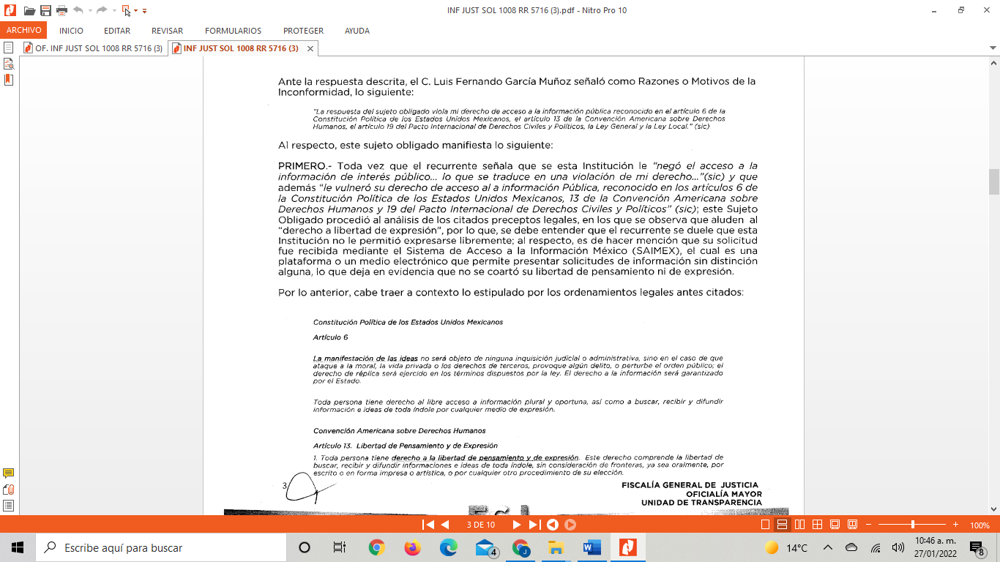 INF JUST SOL 1008 RR 5716 (3).pdf - Nitro Pro 10
ARCHIVO INICIO EDITAR REVISAR FORMULARIOS PROTEGER AYUDA
OF. INF JUST SOL 1008 RR 5716 (3) INF JUST SOL 1008 RR 5716 (3)
Ante la respuesta descrita, el C. Luis Fernando García Muñoz señaló como Razones o Motivos de la
Inconformidad, lo siguiente:
"La respuesta del sujeto obligado viola mi derecho de acceso a la información pública reconocido en el artículo 6 de la
Constitución Política de los Estados Unidos Mexicanos, el artículo 13 de la Convención Americana sobre Derechos
Humanos, el artículo 19 del Pacto Internacional de Derechos Civiles y Políticos, la Ley General y la Ley Local." (sic)
Al respecto, este sujeto obligado manifiesta lo siguiente:
PRIMERO.- Toda vez que el recurrente señala que se esta Institución le "negó el acceso a la
información de interés público... lo que se traduce en una violación de mi derecho..."(sic) y que
además "le vulneró su derecho de acceso al a información Pública, reconocido en los artículos 6 de
la Constitución Política de los Estados Unidos Mexicanos, 13 de la Convención Americana sobre
Derechos Humanos y 19 del Pacto Internacional de Derechos Civiles y Políticos" (sic); este Sujeto
Obligado procedió al análisis de los citados preceptos legales, en los que se observa que aluden al
"derecho a libertad de expresión", por lo que, se debe entender que el recurrente se duele que esta
Institución no le permitió expresarse libremente; al respecto, es de hacer mención que su solicitud
fue recibida mediante el Sistema de Acceso a la Información México (SAIMEX), el cual es una
plataforma o un medio electrónico que permite presentar solicitudes de información sin distinción
alguna, lo que deja en evidencia que no se coartó su libertad de pensamiento ni de expresión.
Por lo anterior, cabe traer a contexto lo estipulado por los ordenamientos legales antes citados:
Constitución Política de los Estados Unidos Mexicanos
Artículo 6
La manifestación de las ideas no será objeto de ninguna inquisición judicial o administrativa, sino en el caso de que
ataque a la moral, la vida privada o los derechos de terceros, provoque algún delito, o perturbe el orden público; el
derecho de réplica será ejercido en los términos dispuestos por la ley. El derecho a la información será garantizado
por el Estado.
Toda persona tiene derecho al libre acceso a información plural y oportuna, así como a buscar, recibir y difundir
información e ideas de toda índole por cualquier medio de expresión.
Convención Americana sobre Derechos Humanos
Artículo 13. Libertad de Pensamiento y de Expresión
1. Toda persona tiene derecho a la libertad de pensamiento y de expresión. Este derecho comprende la libertad de
buscar, recibir y difundir informaciones e ideas de toda índole, sin consideración de fronteras, ya sea oralmente, por
escrito o en forma impresa o artística, o por cualquier otro procedimiento de su elección.
3
FISCALÍA GENERAL DE JUSTICIA
OFICIALÍA MAYOR
UNIDAD DE TRANSPARENCIA
3 DE 10
100%
Escribe aquí para buscar
4
J
14°C
10:46 a. m.
27/01/2022
8